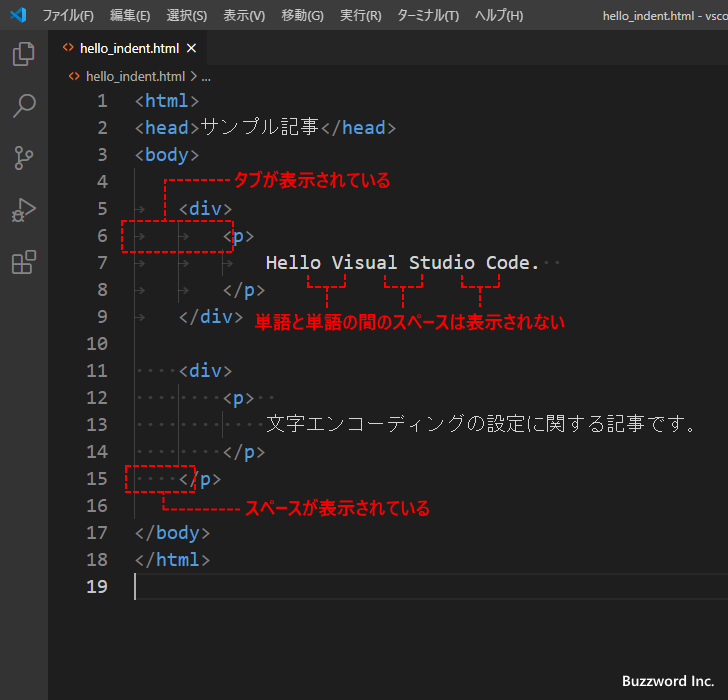 ファイル(F) 編集(E) 選択(S) 表示(V) 移動(G) 実行(R) ターミナル(T) ヘルプ(H) hello_indent.html - vsco
<> hello_indent.html ×
<> hello_indent.html > ...
1 <html>
2 <head>サンプル記事</head>
3 <body>
4
タブが表示されている
5 <div>
6 <p>
7 Hello Visual Studio Code.
8 </p>
9 </div>
単語と単語の間のスペースは表示されない
10
11 <div>
12 <p>
13 文字エンコーディングの設定に関する記事です。
14 </p>
15 </p>
16
スペースが表示されている
17 </body>
18 </html>
19
Buzzword Inc.